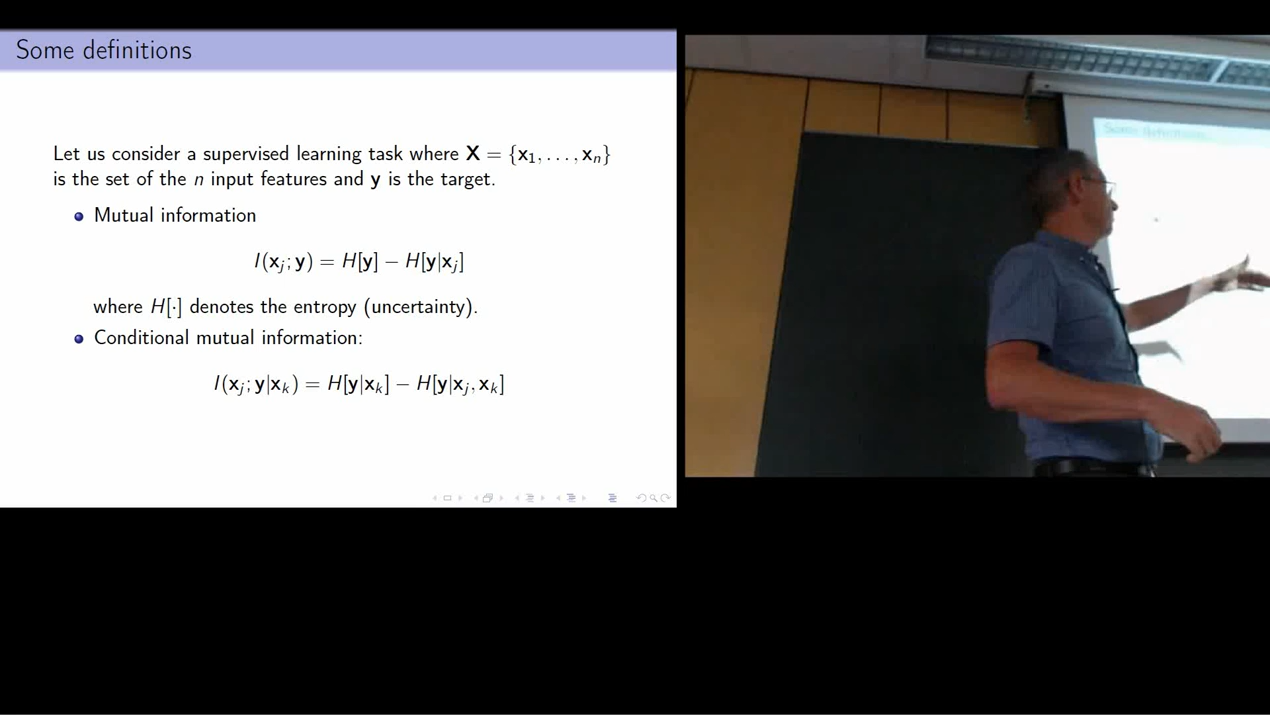 Some definitions
Let us consider a supervised learning task where X = {x₁, . . . , xₙ}
is the set of the n input features and y is the target.
Mutual information
I(xⱼ; y) = H[y] − H[y|xⱼ]
where H[·] denotes the entropy (uncertainty).
Conditional mutual information:
I(xⱼ; y|xₖ) = H[y|xₖ] − H[y|xⱼ, xₖ]
Some definitions